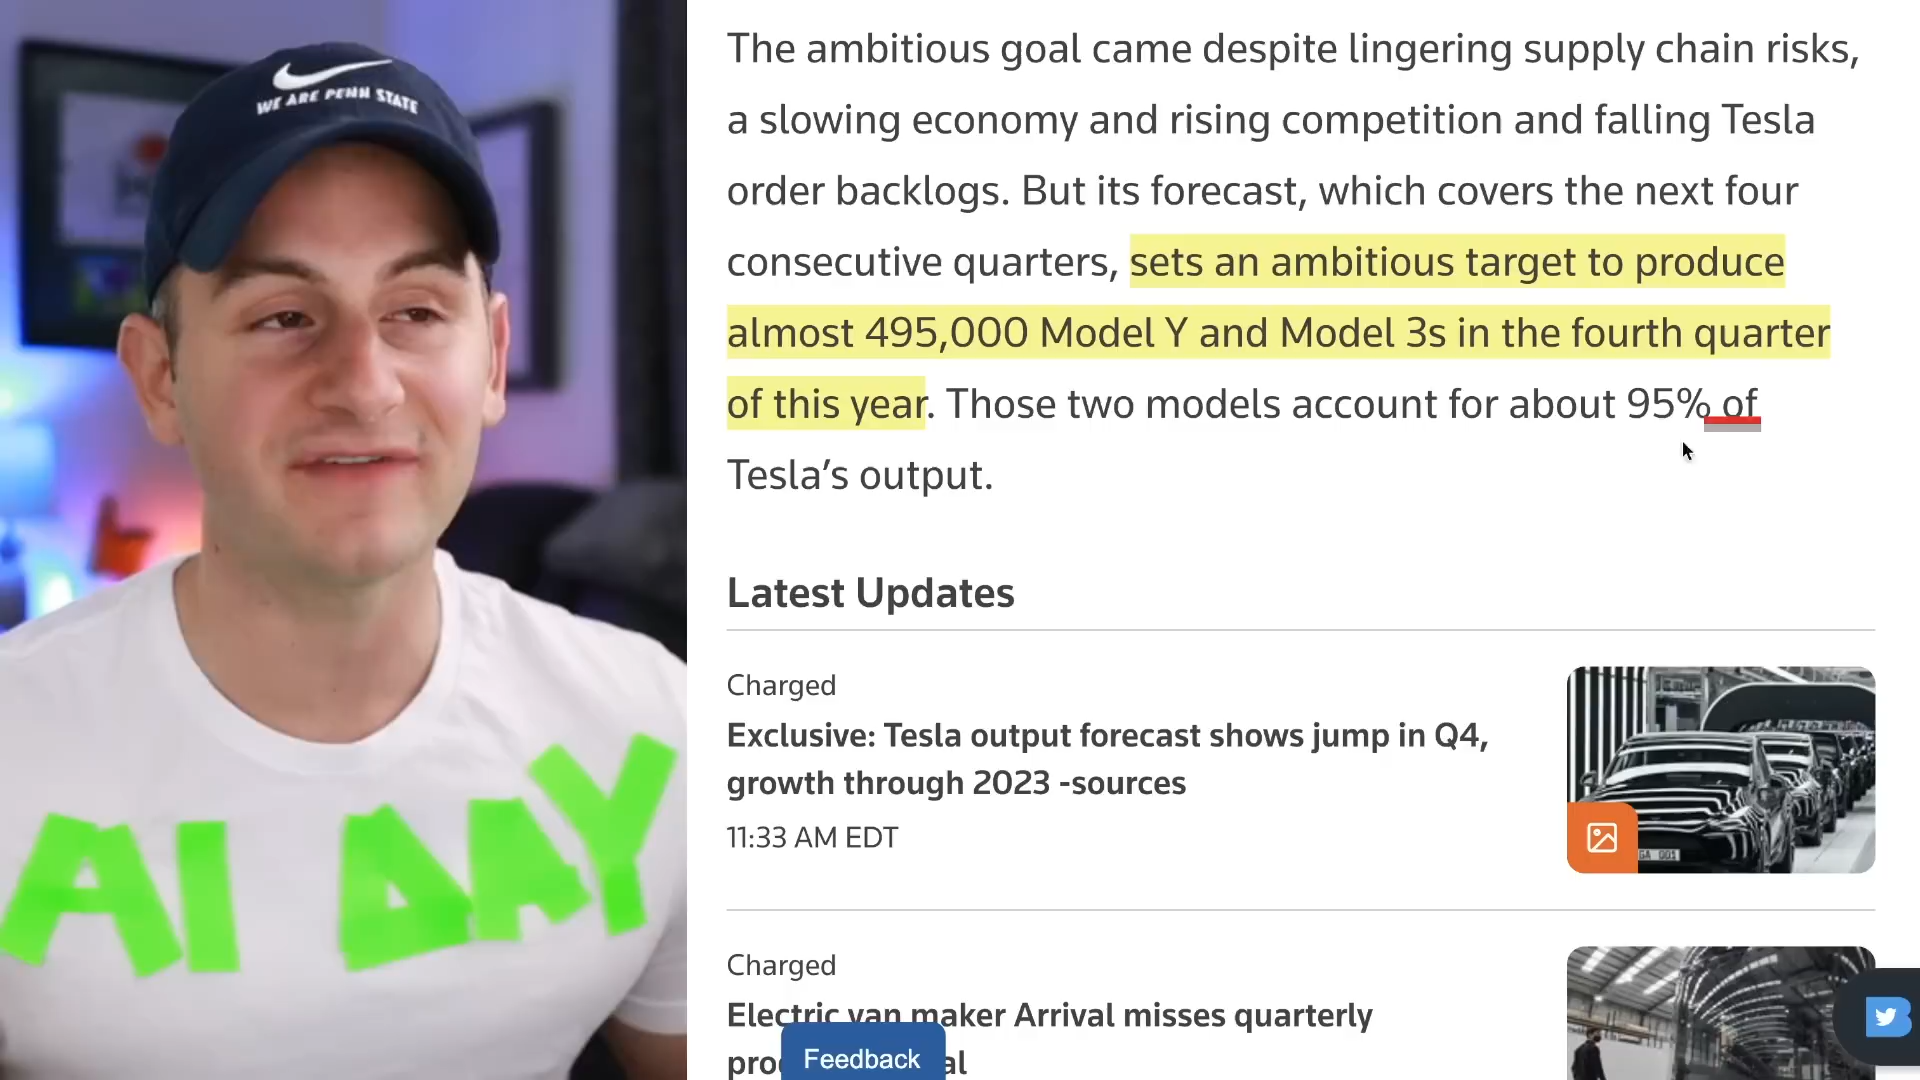 WE ARE PENN STATE
AI DAY
The ambitious goal came despite lingering supply chain risks,
a slowing economy and rising competition and falling Tesla
order backlogs. But its forecast, which covers the next four
consecutive quarters, sets an ambitious target to produce
almost 495,000 Model Y and Model 3s in the fourth quarter
of this year. Those two models account for about 95% of
Tesla’s output.
Latest Updates
Charged
Exclusive: Tesla output forecast shows jump in Q4,
growth through 2023 -sources
11:33 AM EDT
Charged
Electric van maker Arrival misses quarterly
Feedback